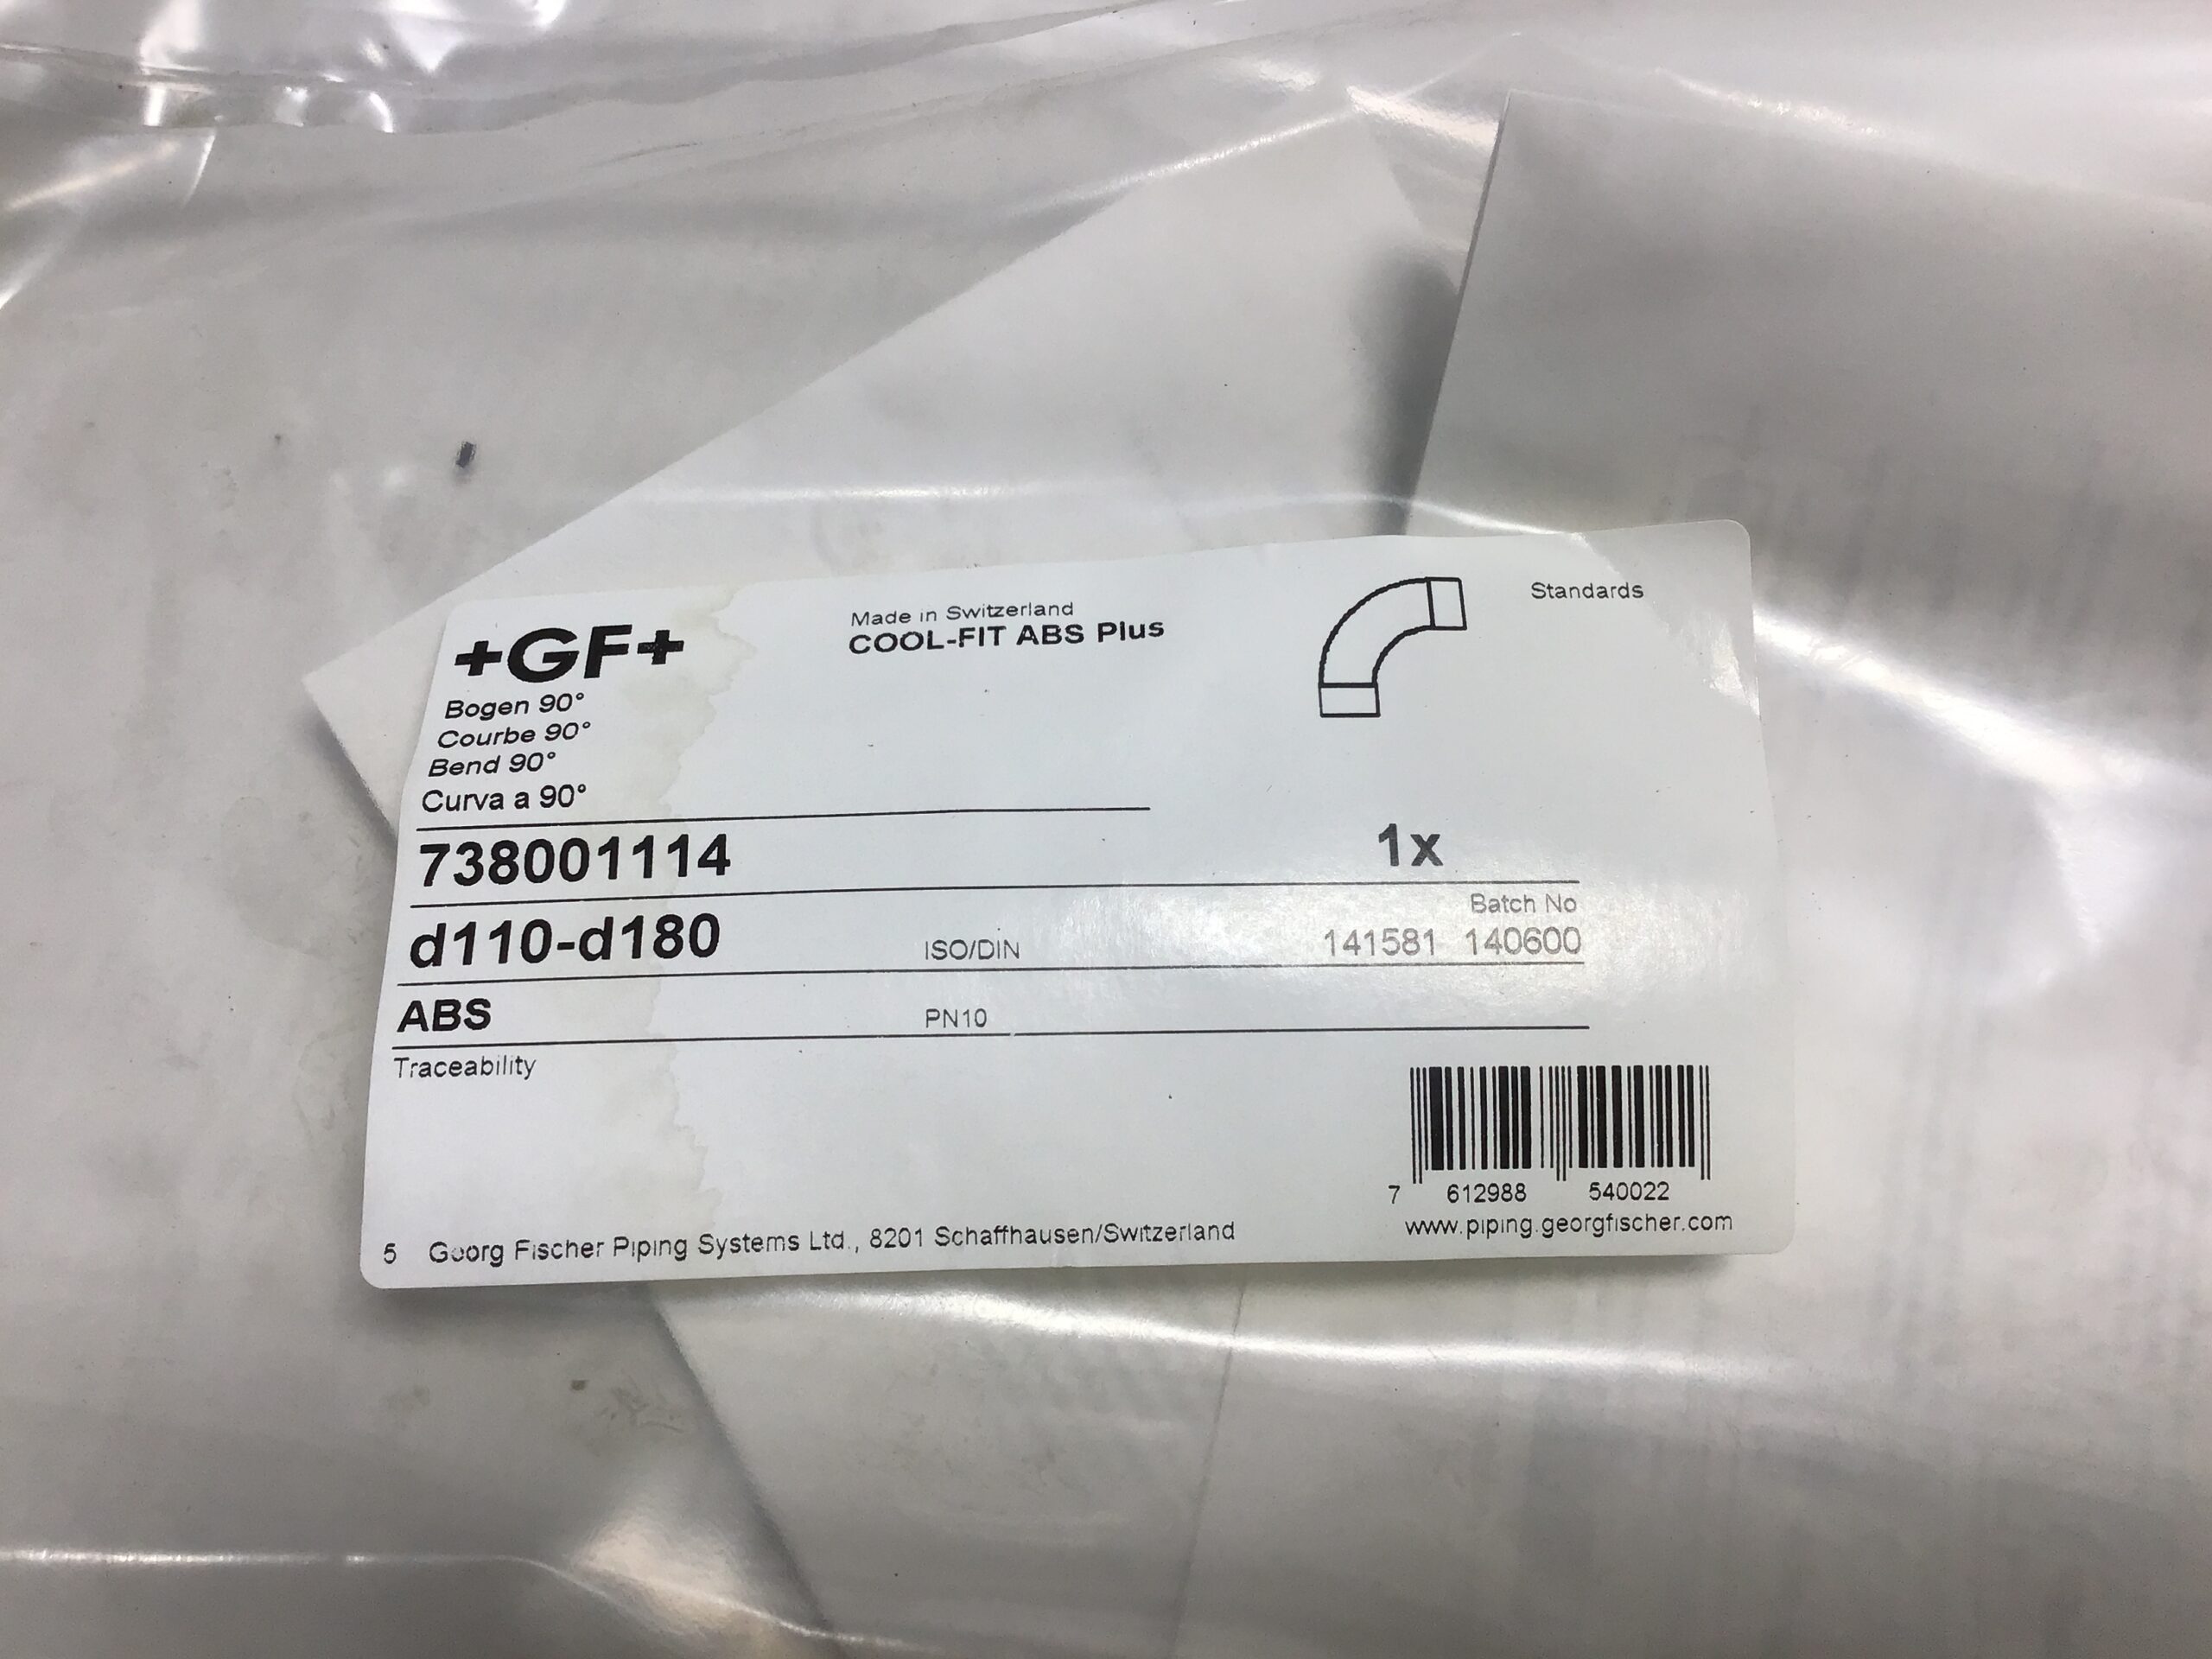 +GF+
Made in Switzerland
COOL-FIT ABS Plus
Standards
Bogen 90°
Courbe 90°
Bend 90°
Curva a 90°
738001114
1x
d110-d180
ISO/DIN
Batch No
141581 140600
ABS
PN10
Traceability
7 612988 540022
www.piping.georgfischer.com
5 Georg Fischer Piping Systems Ltd., 8201 Schaffhausen/Switzerland